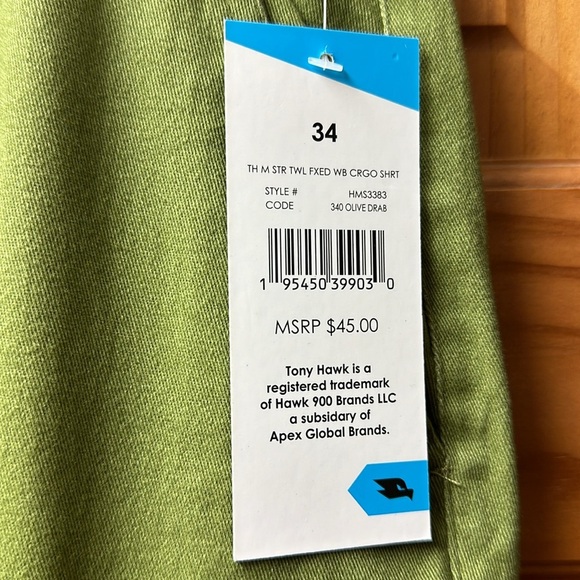 34
TH M STR TWL FXED WB CRGO SHRT
STYLE # HMS3383
CODE 340 OLIVE DRAB
1 95450 39903 0
MSRP $45.00
Tony Hawk is a
registered trademark
of Hawk 900 Brands LLC
a subsidary of
Apex Global Brands.